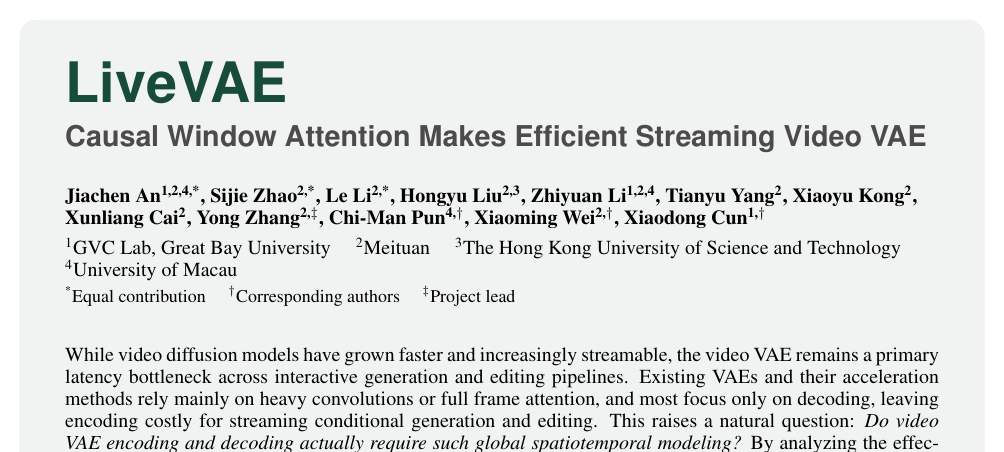 LiveVAE
Causal Window Attention Makes Efficient Streaming Video VAE
Jiachen An1,2,4,*, Sijie Zhao2,*, Le Li2,*, Hongyu Liu2,3, Zhiyuan Li1,2,4, Tianyu Yang2, Xiaoyu Kong2,
Xunliang Cai2, Yong Zhang2,‡, Chi-Man Pun4,†, Xiaoming Wei2,†, Xiaodong Cun1,†
1GVC Lab, Great Bay University 2Meituan 3The Hong Kong University of Science and Technology
4University of Macau
*Equal contribution †Corresponding authors ‡Project lead
While video diffusion models have grown faster and increasingly streamable, the video VAE remains a primary
latency bottleneck across interactive generation and editing pipelines. Existing VAEs and their acceleration
methods rely mainly on heavy convolutions or full frame attention, and most focus only on decoding, leaving
encoding costly for streaming conditional generation and editing. This raises a natural question: Do video
VAE encoding and decoding actually require such global spatiotemporal modeling? By analyzing the effec-